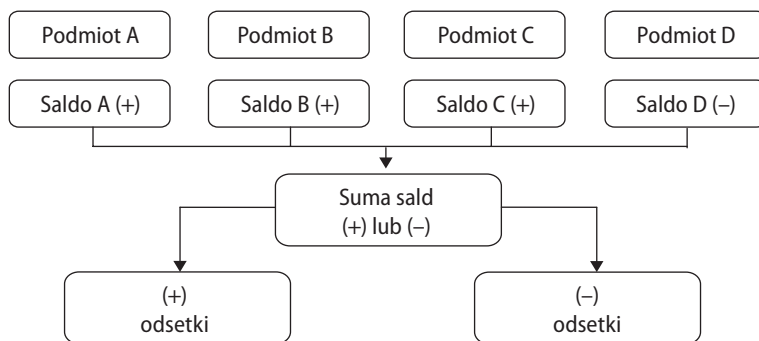 Podmiot A
Podmiot B
Podmiot C
Podmiot D
Saldo A (+)
Saldo B (+)
Saldo C (+)
Saldo D (–)
Suma sald
(+) lub (–)
(+)
odsetki
(–)
odsetki